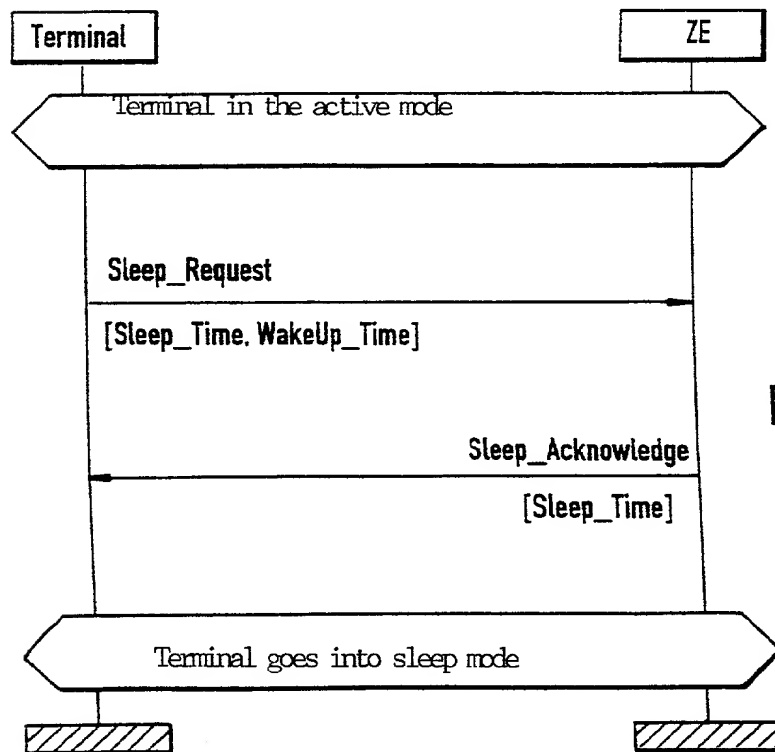 Terminal
ZE
Terminal in the active mode
Sleep_Request
[Sleep_Time, WakeUp_Time]
Sleep_Acknowledge
[Sleep_Time]
Terminal goes into sleep mode